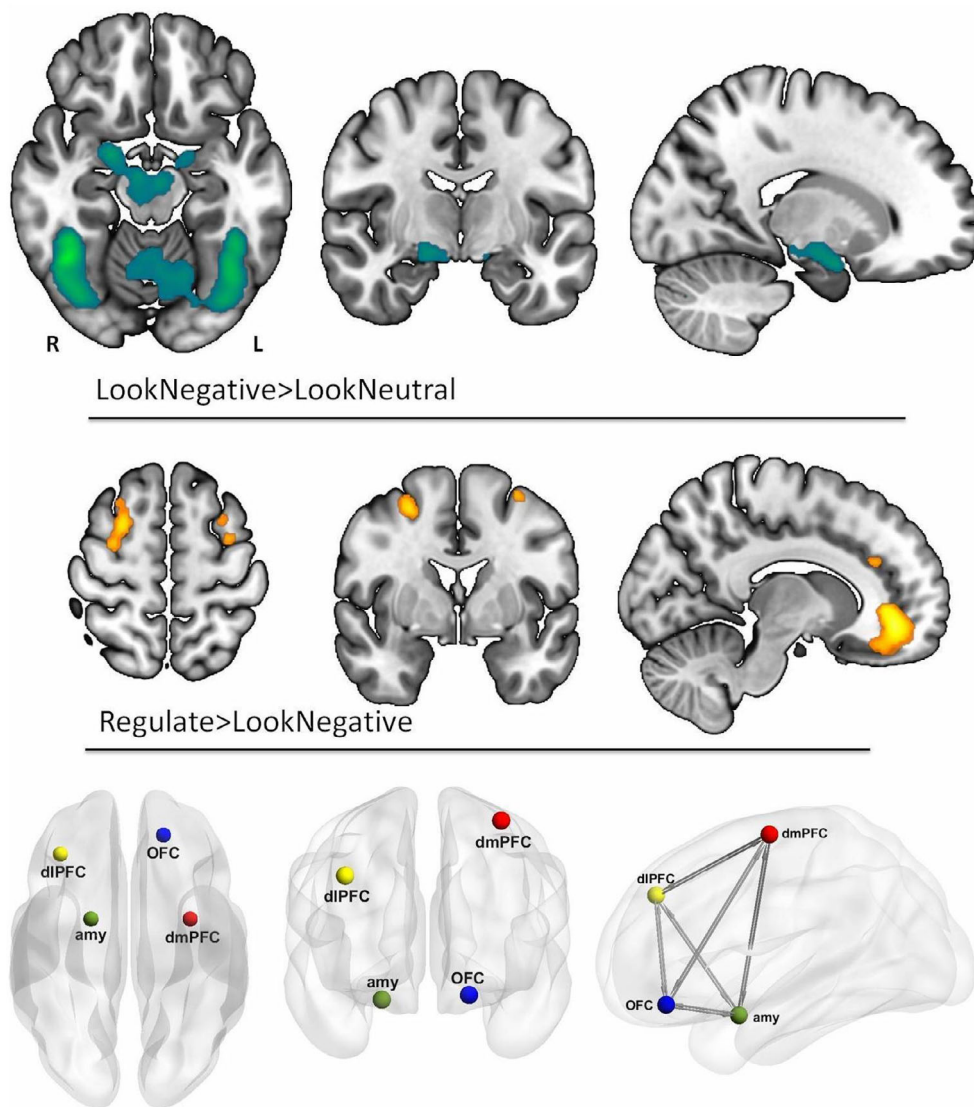 R
L
LookNegative>LookNeutral
Regulate>LookNegative
OFC
dlPFC
amy
dmPFC
dmPFC
dlPFC
amy
OFC
dmPFC
dlPFC
OFC
amy